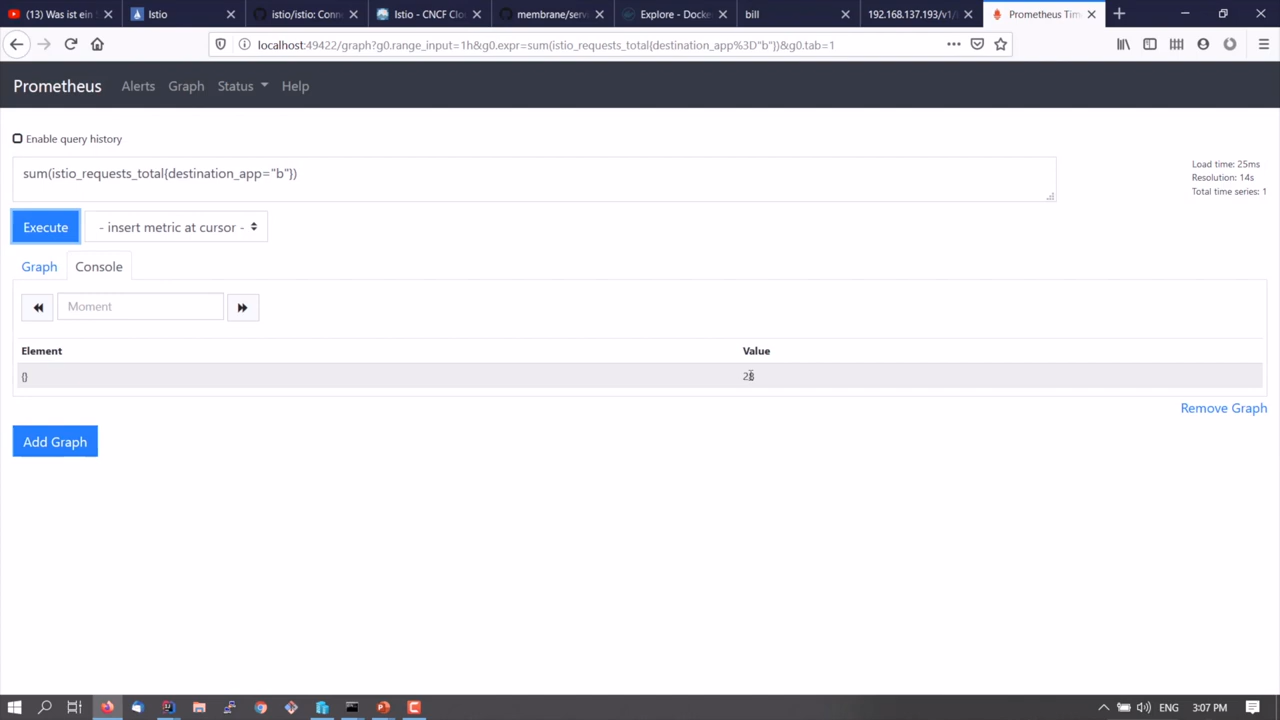 (13) Was ist ein S
Istio
istio/istio: Conne
Istio - CNCF Clo
membrane/serv
Explore - Docke
bill
192.168.137.193/v1/
Prometheus Tim
localhost:49422/graph?g0.range_input=1h&g0.expr=sum(istio_requests_total{destination_app%3D"b"})&g0.tab=1
Prometheus Alerts Graph Status Help
Enable query history
sum(istio_requests_total{destination_app="b"})
Load time: 25ms
Resolution: 14s
Total time series: 1
Execute - insert metric at cursor -
Graph Console
Moment
Element Value
{}
Remove Graph
Add Graph
ENG 3:07 PM